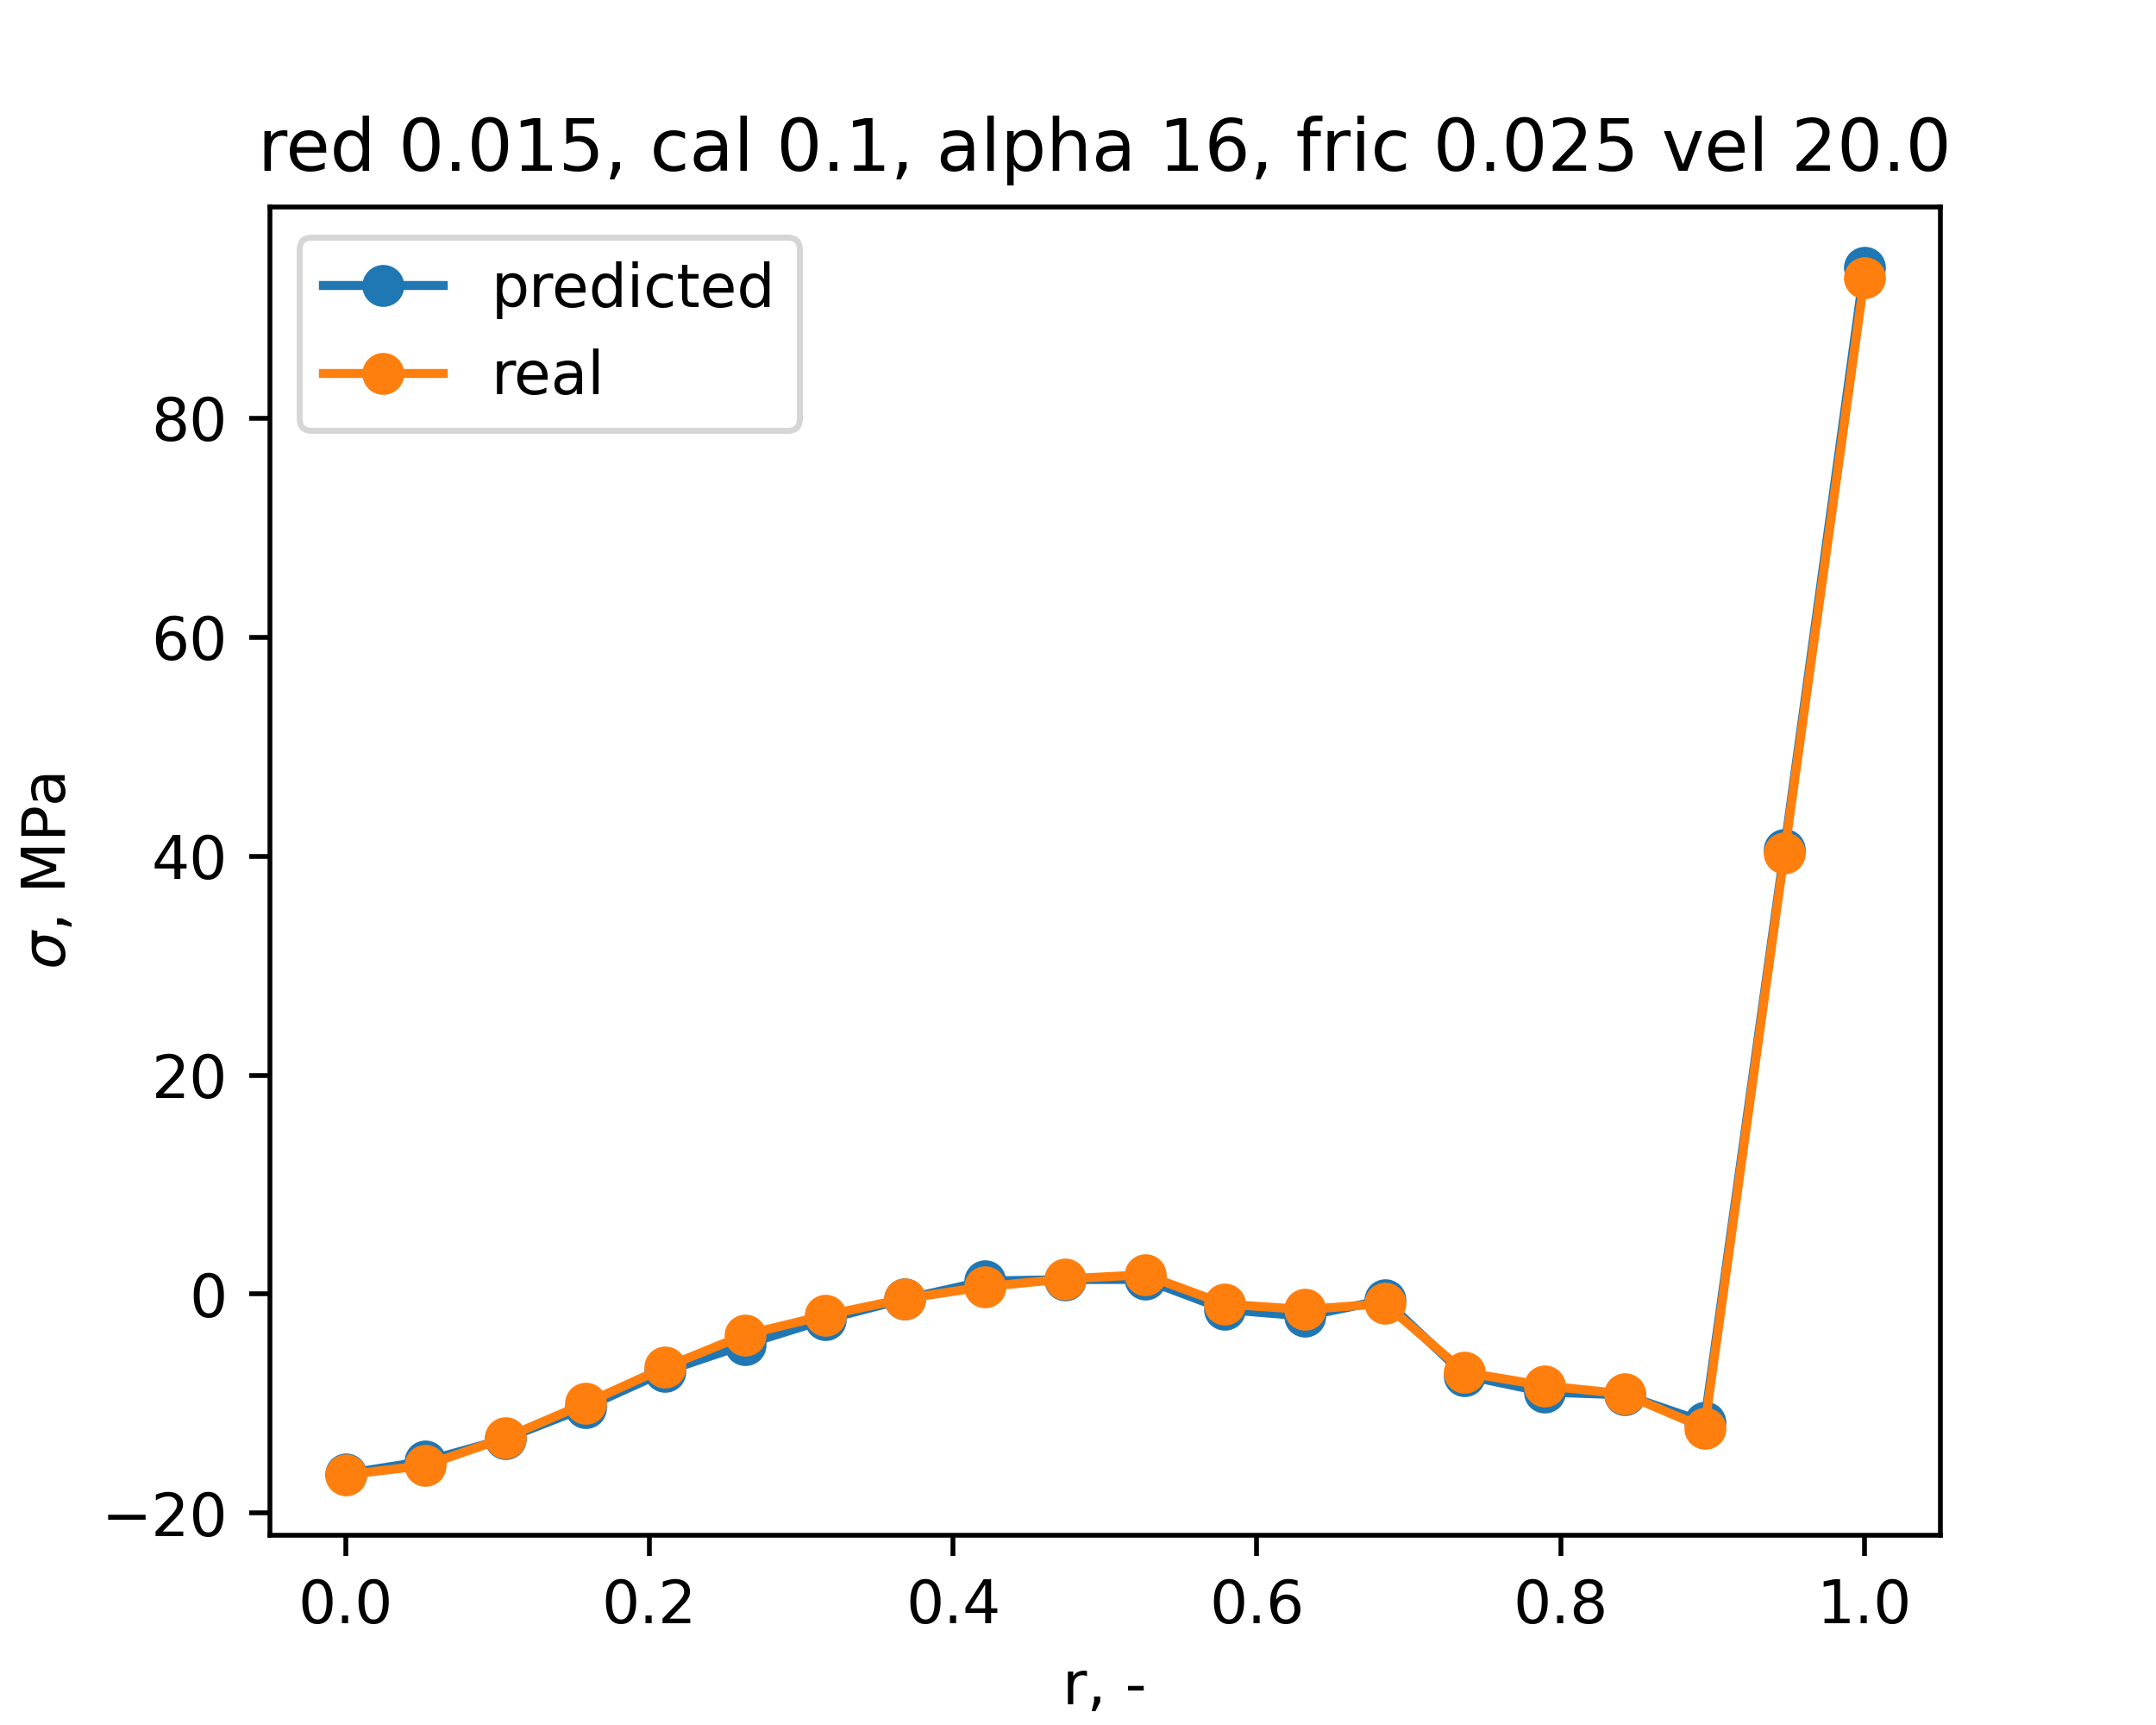 red 0.015, cal 0.1, alpha 16, fric 0.025 vel 20.0
predicted
real
80
60
40
20
0
−20
σ, MPa
0.0 0.2 0.4 0.6 0.8 1.0
r, -